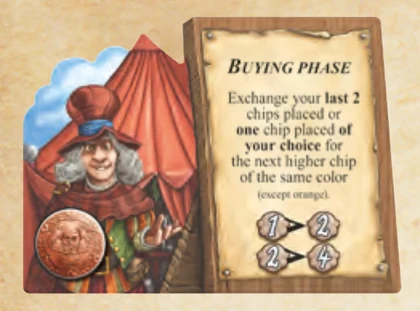 BUYING PHASE
Exchange your last 2
chips placed or
one chip placed of
your choice for
the next higher chip
of the same color
(except orange).
1 2
2 4